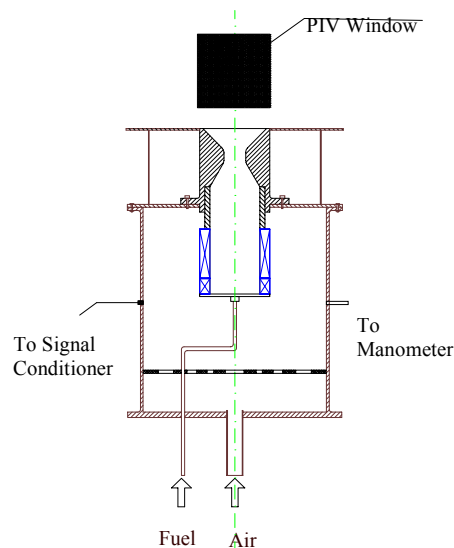 PIV Window
To Signal
Conditioner
To
Manometer
Fuel
Air